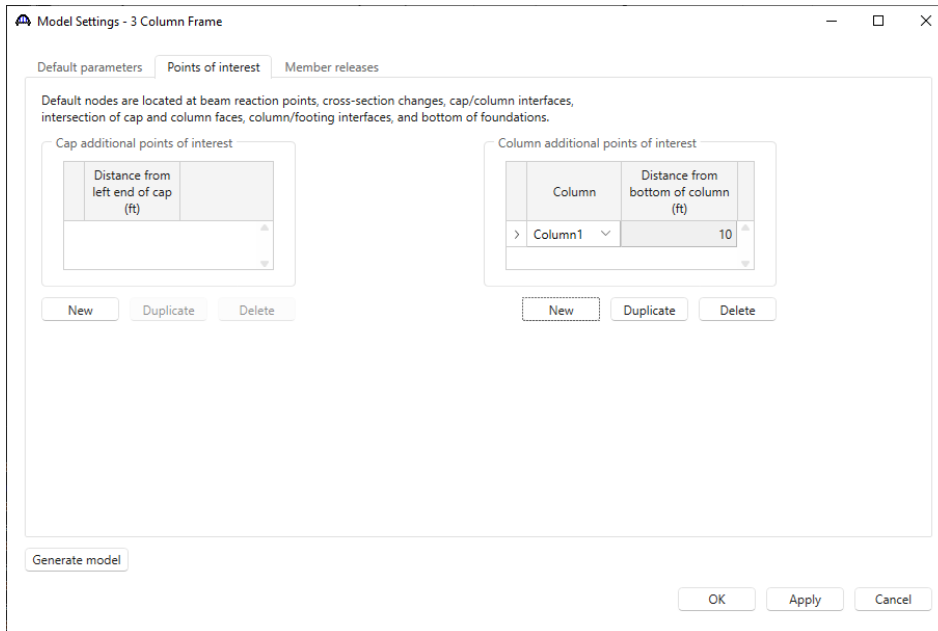 Model Settings - 3 Column Frame
Default parameters
Points of interest
Member releases
Default nodes are located at beam reaction points, cross-section changes, cap/column interfaces,
intersection of cap and column faces, column/footing interfaces, and bottom of foundations.
Cap additional points of interest
Distance from
left end of cap
(ft)
New
Duplicate
Delete
Column additional points of interest
Column
Distance from
bottom of column
(ft)
Column1
10
New
Duplicate
Delete
Generate model
OK
Apply
Cancel